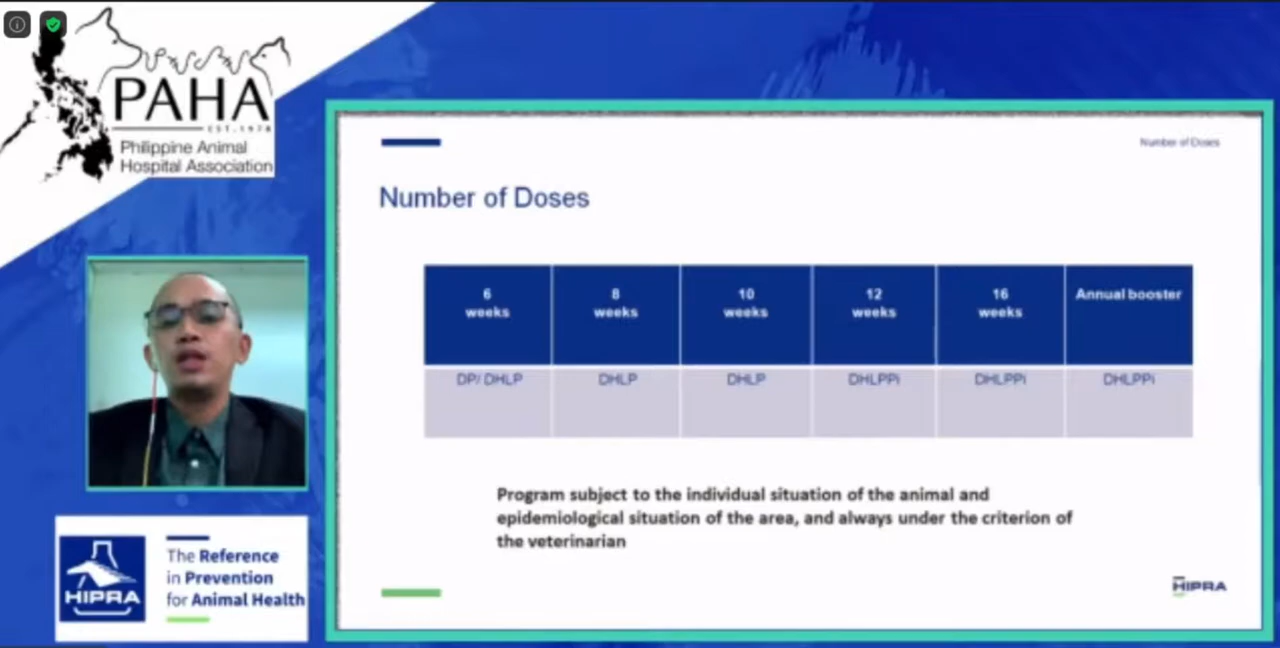 PAHA
EST.1978
Philippine Animal
Hospital Association
Number of Doses
Number of Doses
6 weeks
8 weeks
10 weeks
12 weeks
16 weeks
Annual booster
DP/ DHLP
DHLP
DHLP
DHLPPi
DHLPPi
DHLPPi
Program subject to the individual situation of the animal and
epidemiological situation of the area, and always under the criterion of
the veterinarian
HIPRA
HIPRA
The Reference
in Prevention
for Animal Health